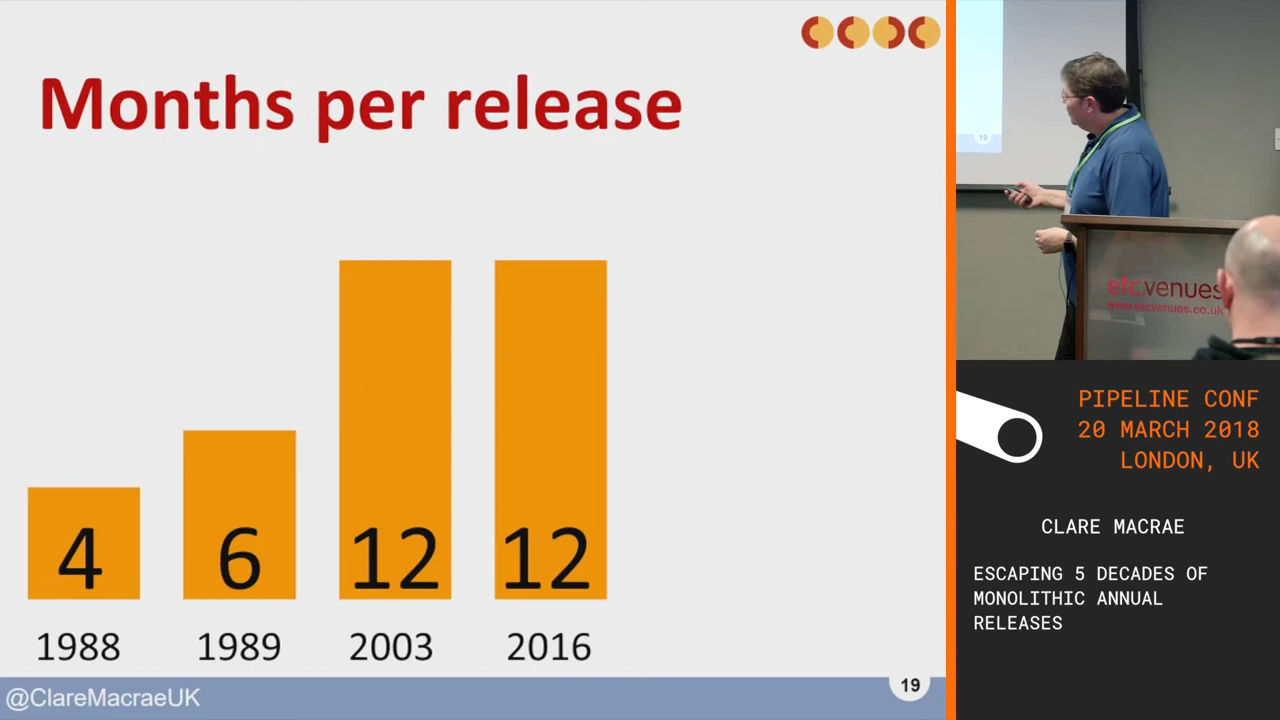 Months per release
4
6
12
12
1988
1989
2003
2016
@ClareMacraeUK
19
19
etc.venues
www.etcvenues.co.uk
PIPELINE CONF
20 MARCH 2018
LONDON, UK
CLARE MACRAE
ESCAPING 5 DECADES OF
MONOLITHIC ANNUAL
RELEASES